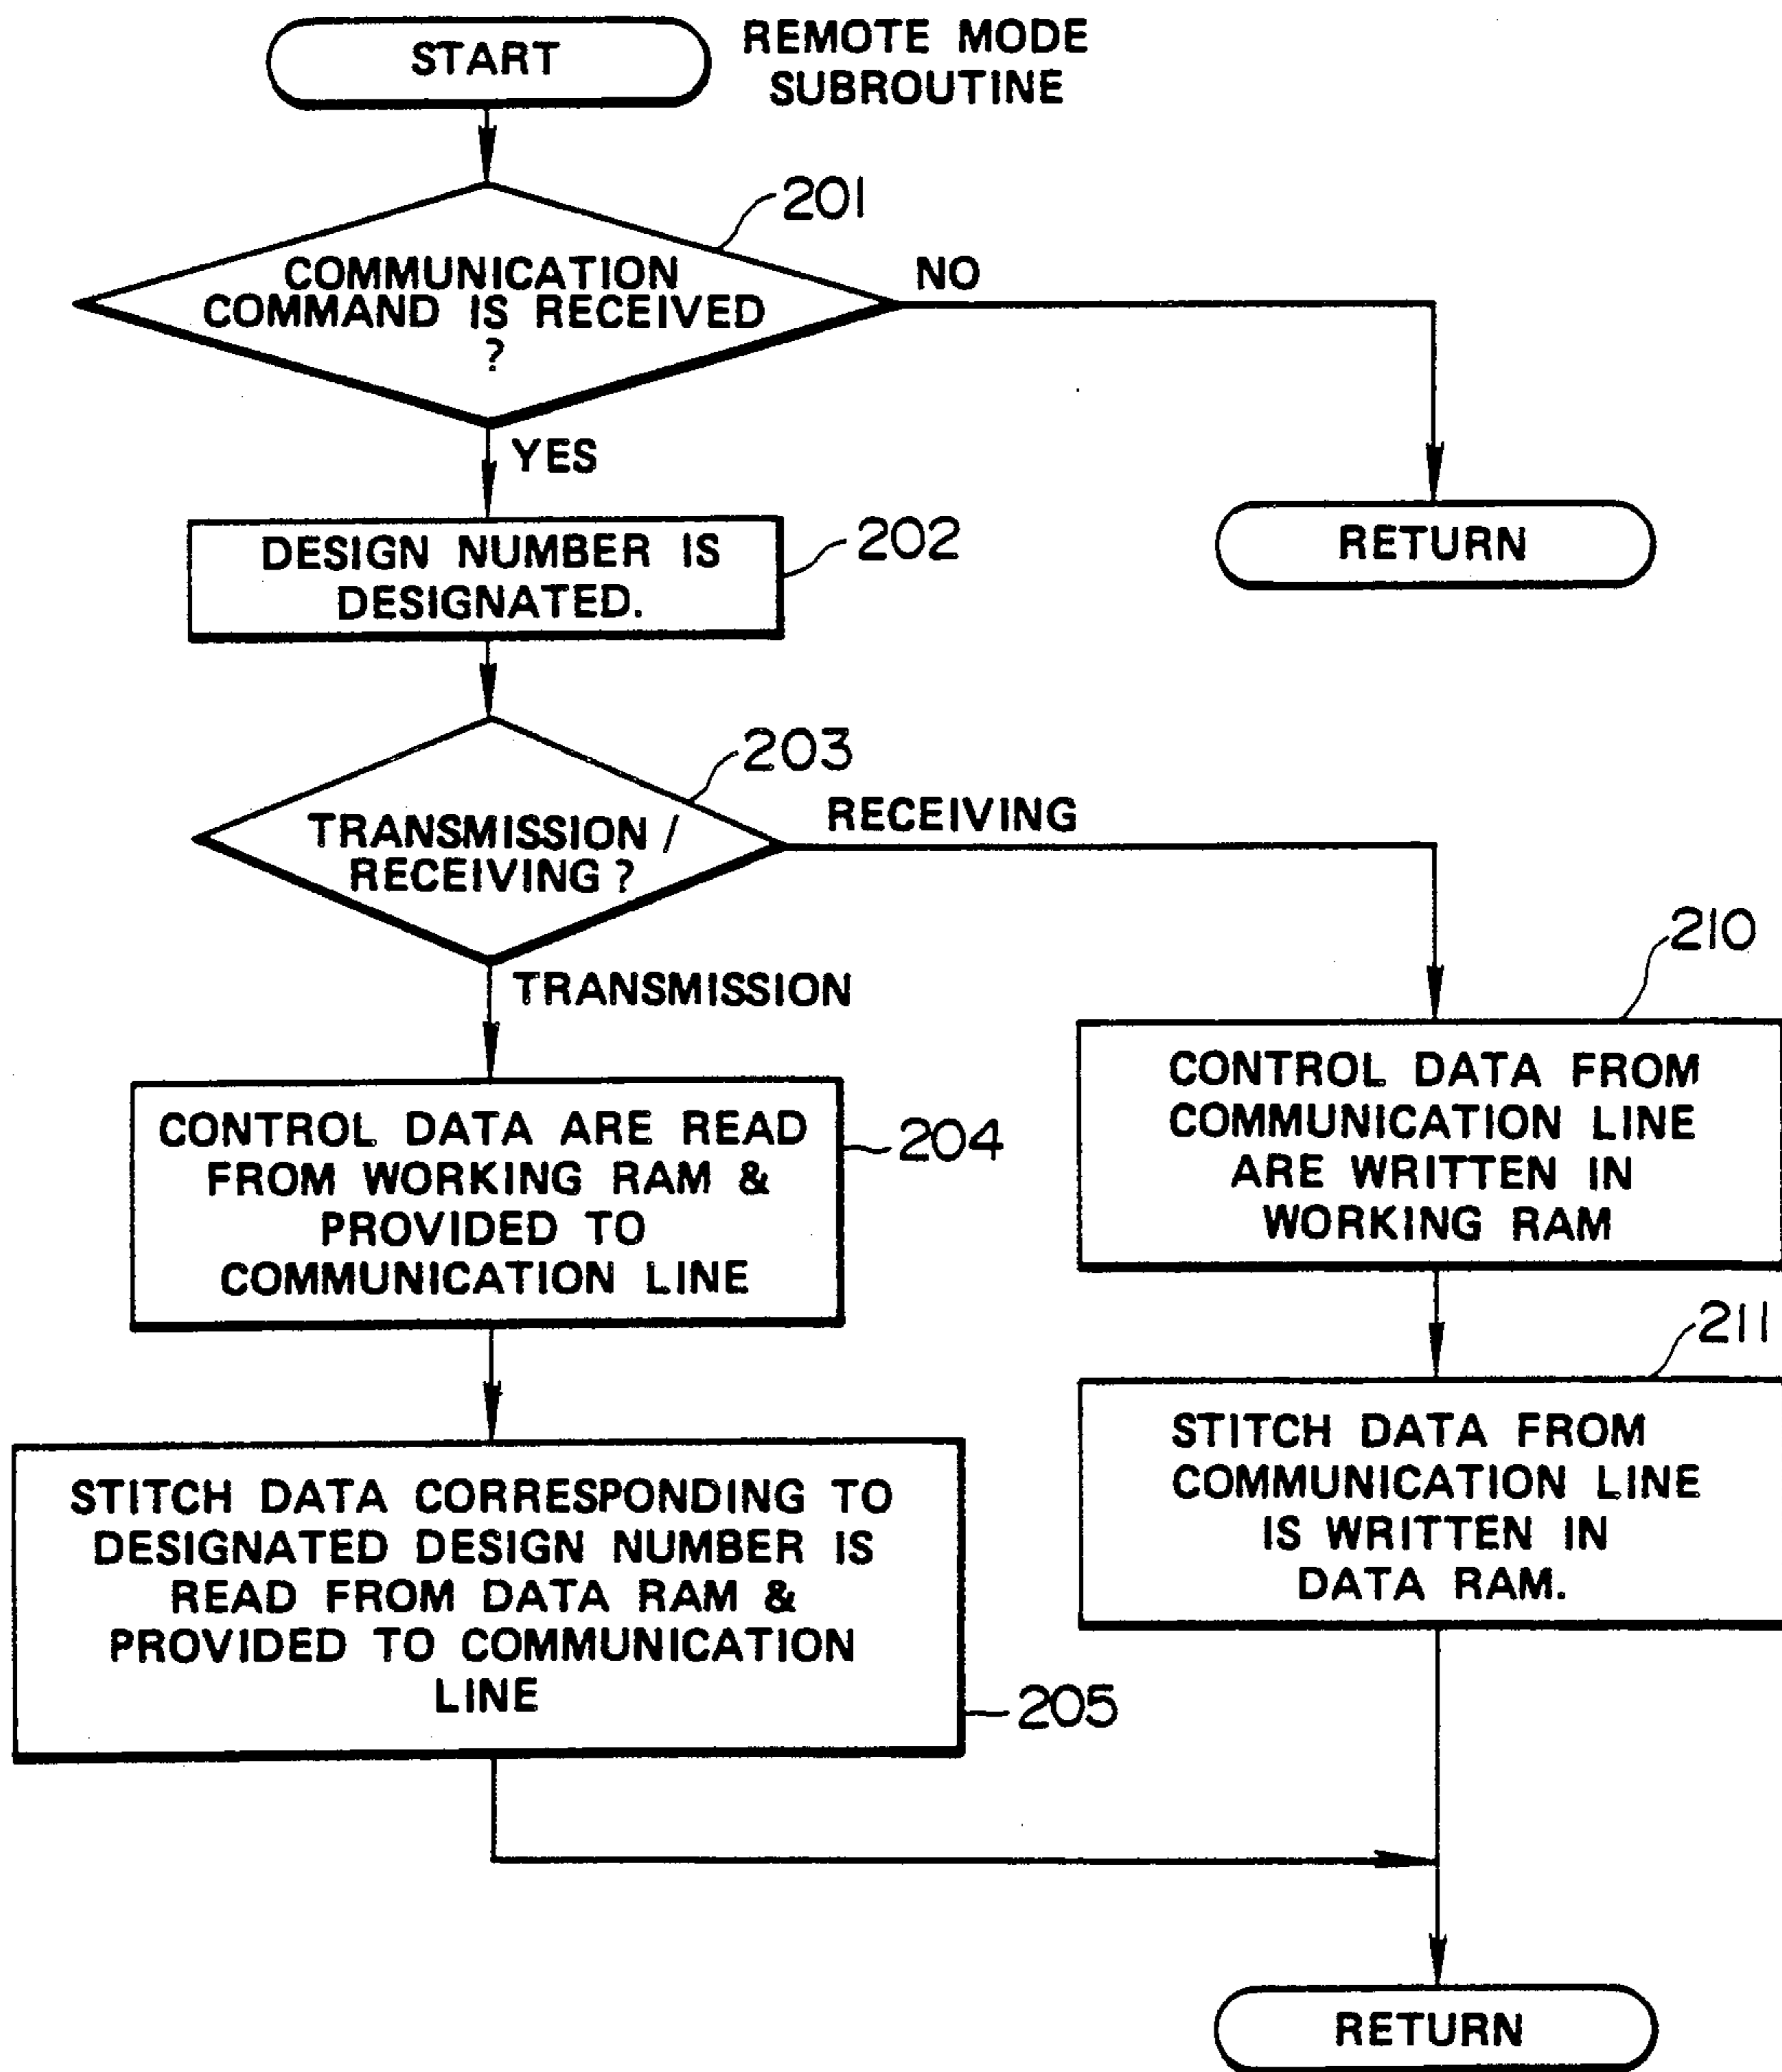 START
REMOTE MODE
SUBROUTINE
201
COMMUNICATION
COMMAND IS RECEIVED
?
NO
YES
RETURN
DESIGN NUMBER IS
DESIGNATED.
202
203
TRANSMISSION /
RECEIVING ?
RECEIVING
TRANSMISSION
CONTROL DATA ARE READ
FROM WORKING RAM &
PROVIDED TO
COMMUNICATION LINE
204
210
CONTROL DATA FROM
COMMUNICATION LINE
ARE WRITTEN IN
WORKING RAM
STITCH DATA CORRESPONDING TO
DESIGNATED DESIGN NUMBER IS
READ FROM DATA RAM &
PROVIDED TO COMMUNICATION
LINE
205
211
STITCH DATA FROM
COMMUNICATION LINE
IS WRITTEN IN
DATA RAM.
RETURN